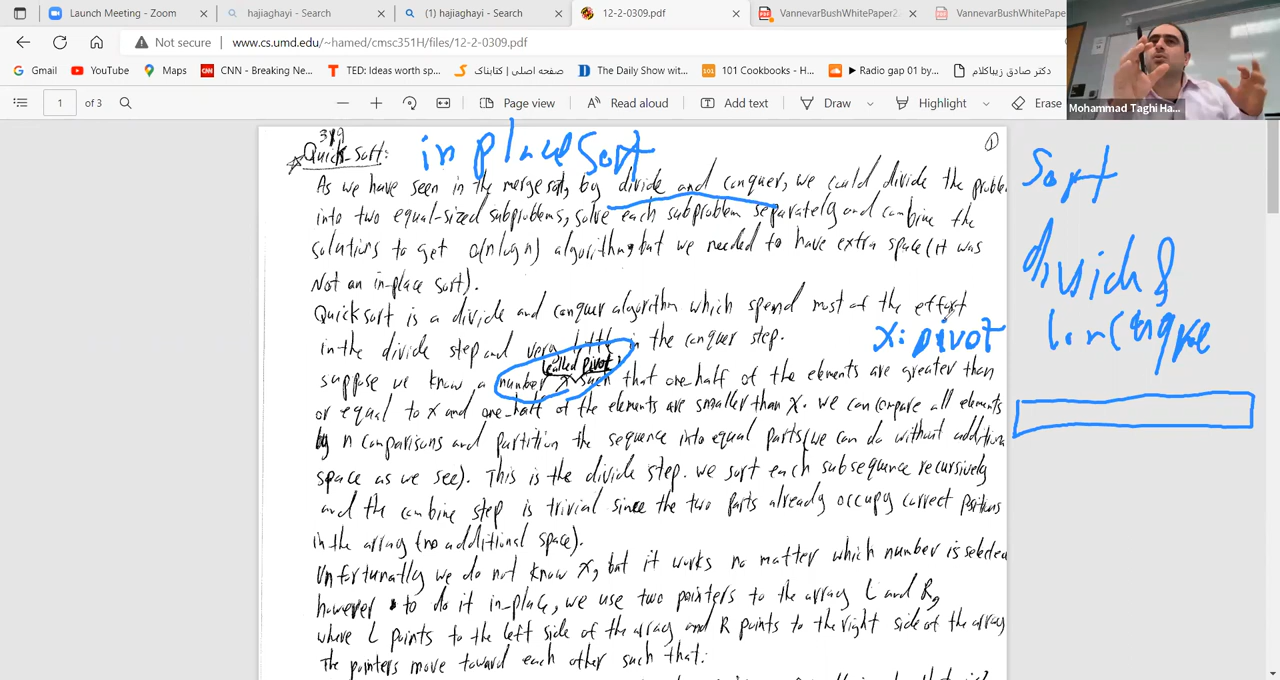 Launch Meeting - Zoom
hajiaghayi - Search
(1) hajiaghayi - Search
12-2-0309.pdf
VannevarBushWhitePaper2
VannevarBushWhitePape
Not secure www.cs.umd.edu/~hamed/cmsc351H/files/12-2-0309.pdf
Gmail
YouTube
Maps
CNN - Breaking Ne...
TED: Ideas worth sp...
صفحه اصلی | کتابناک
The Daily Show wit...
101 Cookbooks - H...
Radio gap 01 by...
دکتر صادق زیباکلام
1 of 3
Page view
Read aloud
Add text
Draw
Highlight
Erase
Mohammad Taghi Ha...
319
Quick-Sort:
in place Sort
1
As we have seen in the merge sort, by divide and conquer, we could divide the proble
into two equal-sized subproblems, solve each subproblem separately and combine the
solutions to get O(nlogn) algorithm, but we needed to have extra space (it was
Not an in-place sort).
Quicksort is a divide and conquer algorithm which spend most of the effort
in the divide step and very little in the conquer step.
x: pivot
(called pivot)
suppose we know a number x such that one half of the elements are greater than
or equal to x and one-half of the elements are smaller than x. we can compare all elements
by n comparisons and partition the sequence into equal parts (we can do without addition
space as we see). This is the divide step. we sort each subsequence recursively
and the combine step is trivial since the two parts already occupy correct positions
in the array (no additional space).
Unfortunally we do not know x, but it works no matter which number is selected
however to do it in-place, we use two pointers to the array L and R,
where L points to the left side of the array and R points to the right side of the array
The pointers move toward each other such that:
Sort
divide &